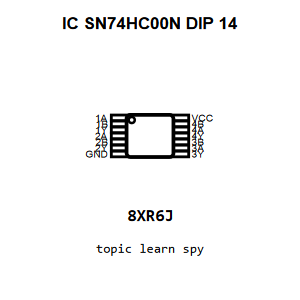 IC SN74HC00N DIP 14
1A VCC
1B 4B
1Y 4A
2A 4Y
2B 3B
2Y 3A
GND 3Y
8XR6J
topic learn spy